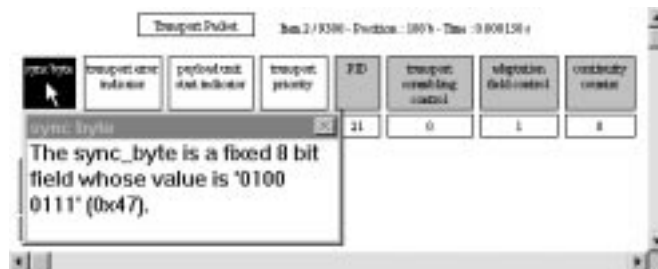 Transport Packet
Item 2 / 9300 - Position : 100 h - Time : 0.000150 s
sync byte
transport error
indicator
payload unit
start indicator
transport
priority
PID
transport
scrambling
control
adaptation
field control
continuity
counter
sync byte
21
0
1
8
The sync_byte is a fixed 8 bit
field whose value is '0100
0111' (0x47).